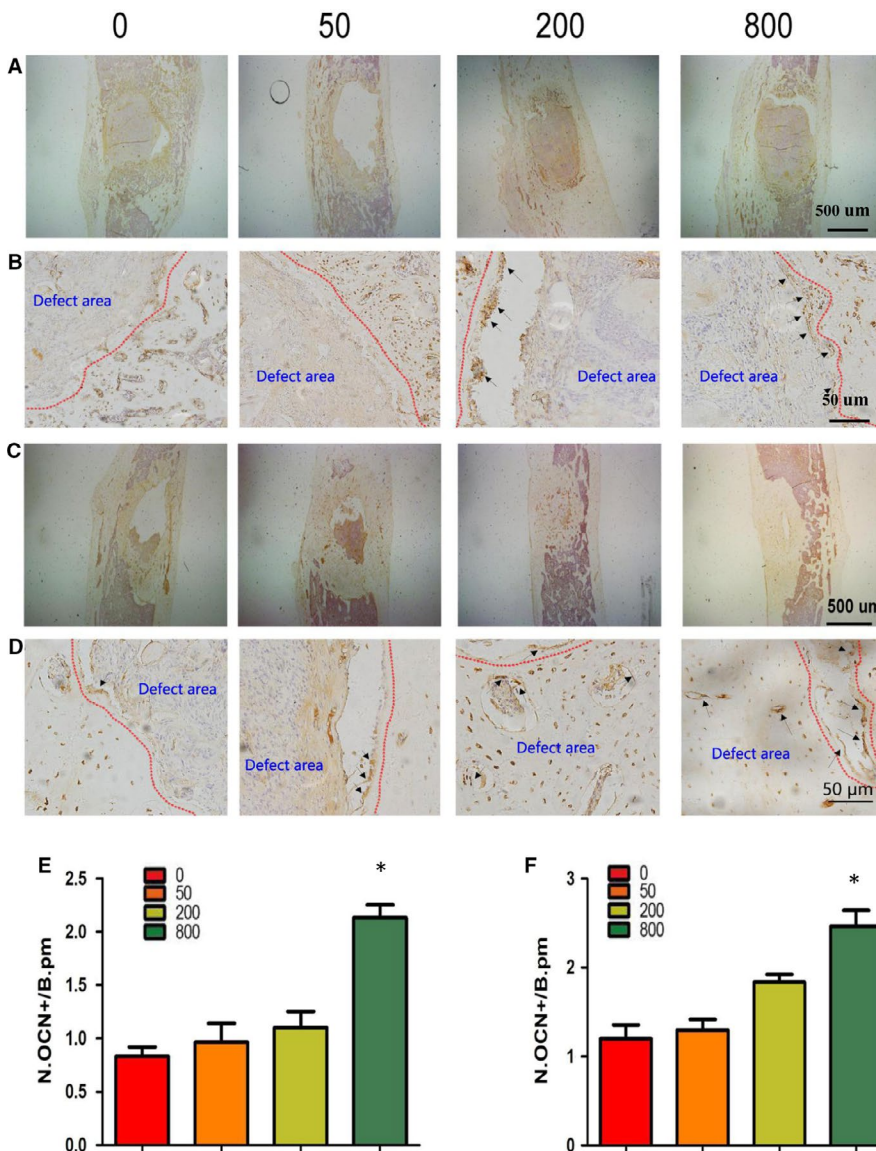 0 50 200 800
A
500 um
B
Defect area Defect area Defect area Defect area
50 um
C
500 um
D
Defect area Defect area Defect area Defect area
50 μm
E
*
2.5
2.0
1.5
1.0
0.5
0.0
N.OCN+/B.pm
0
50
200
800
F
*
3
2
1
0
N.OCN+/B.pm
0
50
200
800